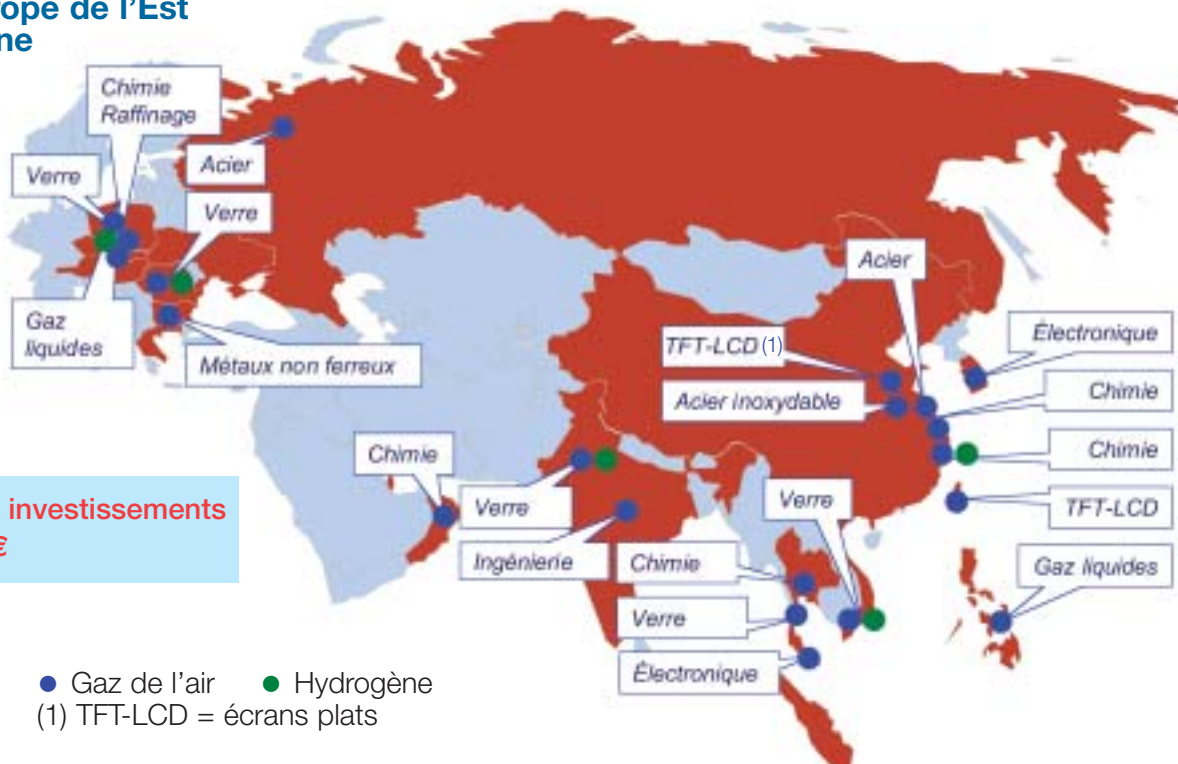 rope de l'Est
ne
Chimie
Raffinage
Verre
Acier
Verre
Gaz
liquides
Métaux non ferreux
Acier
TFT-LCD (1)
Électronique
Acier inoxydable
Chimie
Chimie
Chimie
TFT-LCD
Verre
Verre
Ingénierie
Chimie
Gaz liquides
Verre
Électronique
investissements
€
Gaz de l'air Hydrogène
(1) TFT-LCD = écrans plats